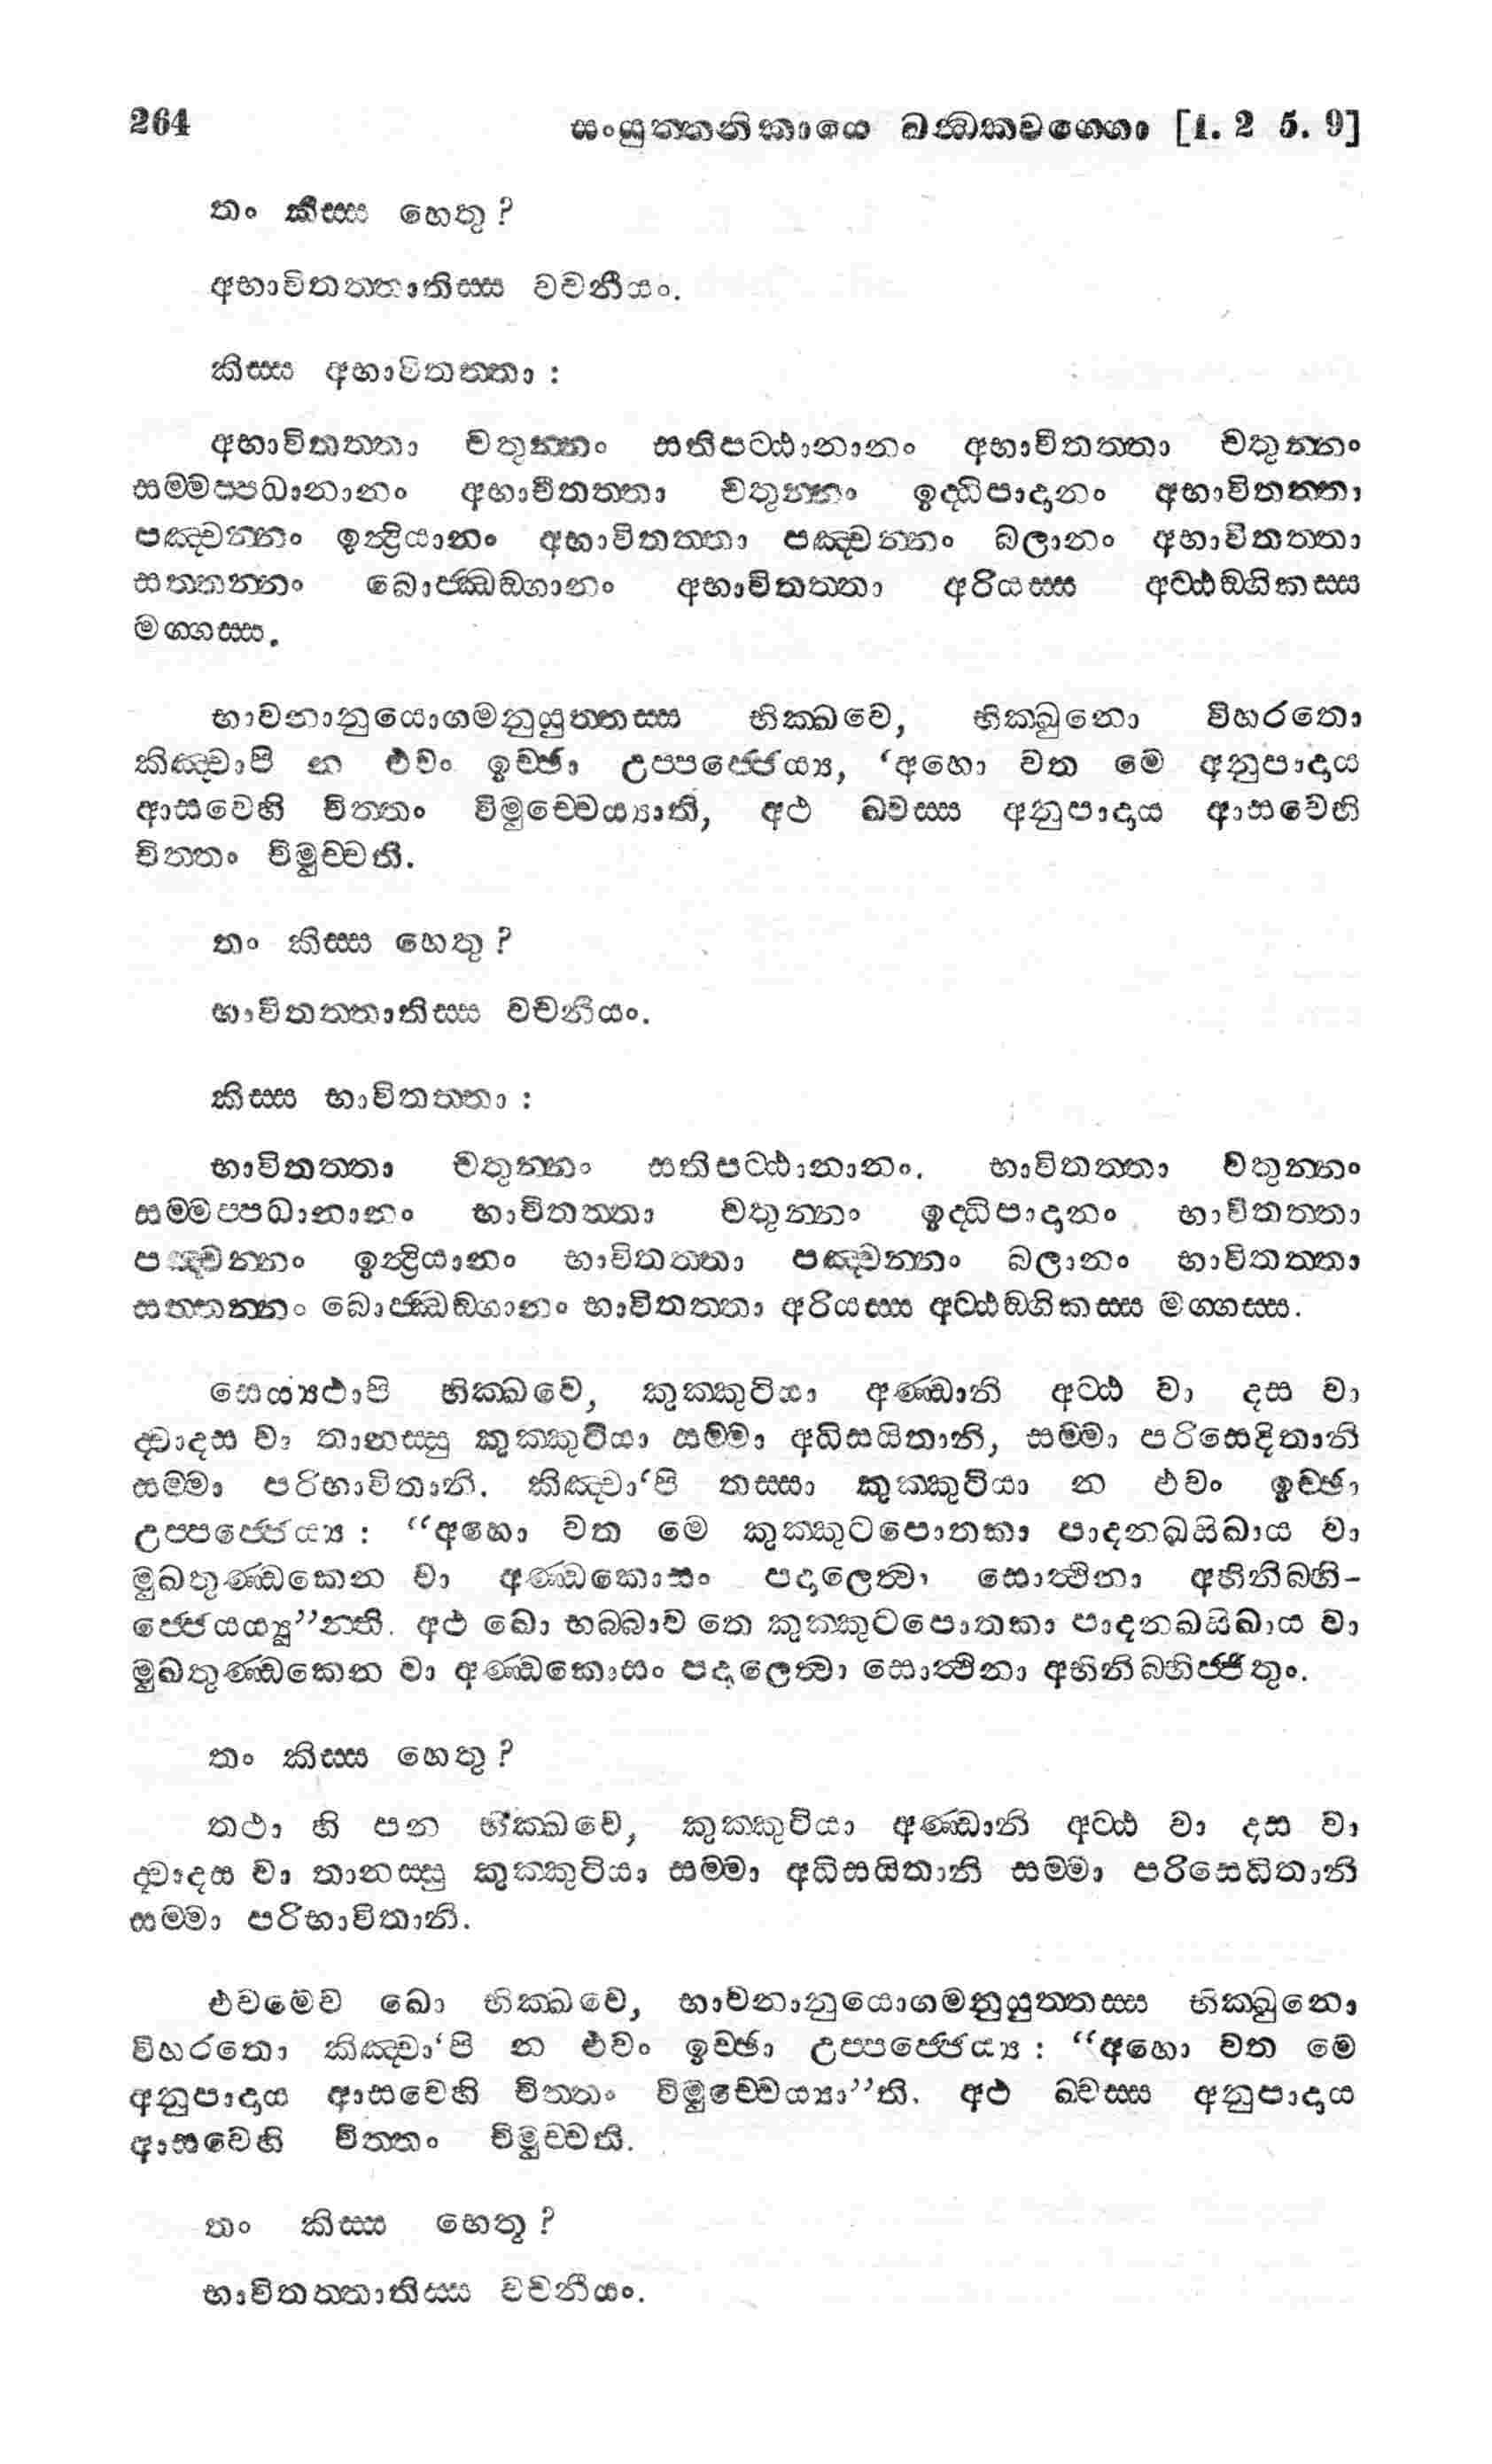 264 සංයුත්තනිකායෙ ඛන්ධකවග්ගො [1. 2 5. 9]
තං කිස්ස හෙතු?
අභාවිතත්තාතිස්ස වචනීයං.
කිස්ස අභාවිතත්තා :
අභාවිතත්තා චතුන්නං සතිපට්ඨානානං අභාවිතත්තා චතුන්නං
සම්මප්පධානානං අභාවිතත්තා චතුන්නං ඉද්ධිපාදානං අභාවිතත්තා
පඤ්චන්නං ඉන්ද්‍රියානං අභාවිතත්තා පඤ්චන්නං බලානං අභාවිතත්තා
සත්තන්නං බොජ්ඣඞ්ගානං අභාවිතත්තා අරියස්ස අට්ඨඞ්ගිකස්ස
මග්ගස්ස.
භාවනානුයොගමනුයුත්තස්ස භික්ඛවෙ, භික්ඛුනො විහරතො
කිඤ්චාපි න එවං ඉච්ඡා උප්පජ්ජෙය්‍ය, ‘අහො වත මෙ අනුපාදාය
ආසවෙහි චිත්තං විමුච්චෙය්‍යාති, අථ ඛ්වස්ස අනුපාදාය ආසවෙහි
චිත්තං විමුච්චති.
තං කිස්ස හෙතු?
භාවිතත්තාතිස්ස වචනියං.
කිස්ස භාවිතත්තා :
භාවිතත්තා චතුන්නං සතිපට්ඨානානං. භාවිතත්තා චතුන්නං
සම්මප්පධානානං භාවිතත්තා චතුන්නං ඉද්ධිපාදානං භාවිතත්තා
පඤ්චන්නං ඉන්ද්‍රියානං භාවිතත්තා පඤ්චන්නං බලානං භාවිතත්තා
සත්තන්නං බොජ්ඣඞ්ගානං භාවිතත්තා අරියස්ස අට්ඨඞ්ගිකස්ස මග්ගස්ස.
සෙය්‍යථාපි භික්ඛවෙ, කුක්කුටියා අණ්ඩානි අට්ඨ වා දස වා
ද්වාදස වා තානස්සු කුක්කුටියා සම්මා අධිසයිතානි, සම්මා පරිසෙදිතානි
සම්මා පරිභාවිතානි. කිඤ්චා‘පි තස්සා කුක්කුටියා න එවං ඉච්ඡා
උප්පජ්ජෙය්‍ය : “අහො වත මෙ කුක්කුටපොතකා පාදනඛසිඛාය වා
මුඛතුණ්ඩකෙන වා අණ්ඩකොසං පදාලෙත්වා සොත්ථිනා අභිනිබ්භි-
ජ්ජෙය්‍ය්‍යූ”න්ති. අථ ඛො භබ්බාව තෙ කුක්කුටපොතකා පාදනඛසිඛාය වා
මුඛතුණ්ඩකෙන වා අණ්ඩකොසං පදාලෙත්වා සොත්ථිනා අභිනිබ්භිජ්ජිතුං.
තං කිස්ස හෙතු?
තථා හි පන භික්ඛවෙ, කුක්කුටියා අණ්ඩානි අට්ඨ වා දස වා
ද්වාදස වා තානස්සු කුක්කුටියා සම්මා අධිසයිතානි සම්මා පරිසෙධිතානි
සම්මා පරිභාවිතානි.
එවමෙව ඛො භික්ඛවෙ, භාවනානුයොගමනුයුත්තස්ස භික්ඛුනො
විහරතො කිඤ්චා‘පි න එවං ඉච්ඡා උප්පජ්ජෙය්‍ය : “අහො වත මෙ
අනුපාදාය ආසවෙහි චිත්තං විමුච්චෙය්‍යා”ති. අථ ඛ්වස්ස අනුපාදාය
ආසවෙහි චිත්තං විමුච්චති.
තං කිස්ස හෙතූ?
භාවිතත්තාතිස්ස වචනීයං.